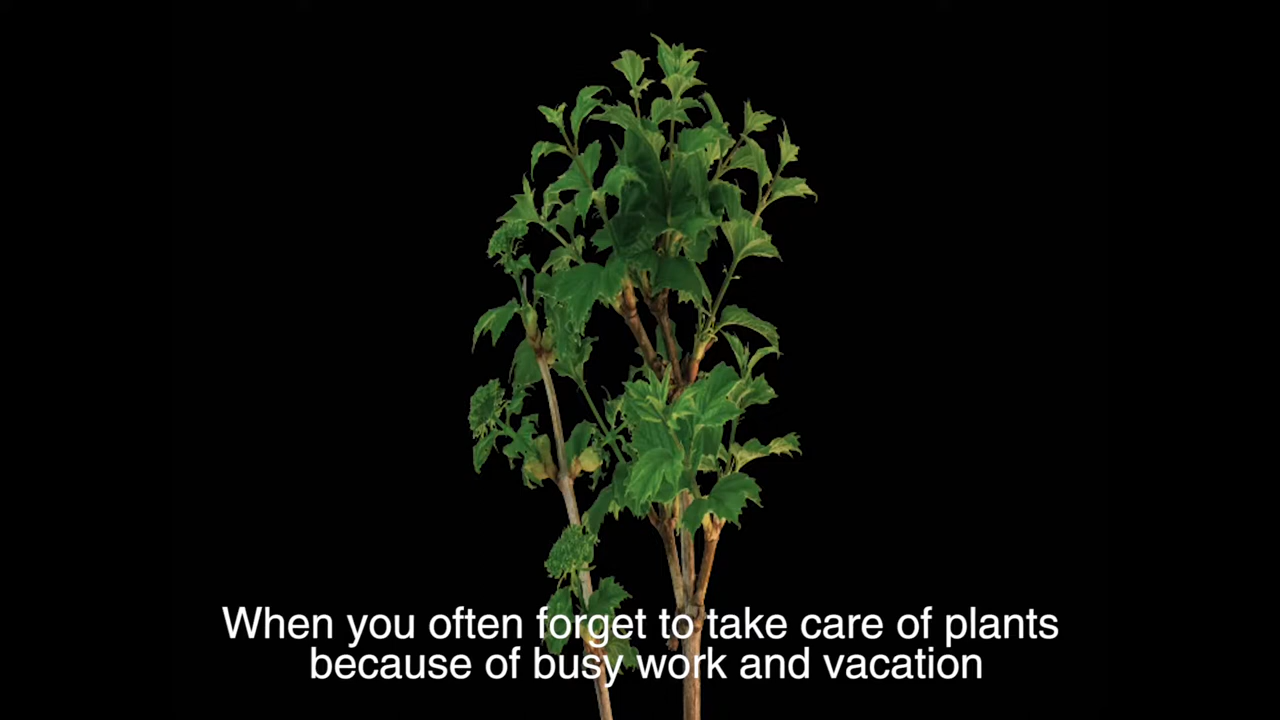 When you often forget to take care of plants
because of busy work and vacation